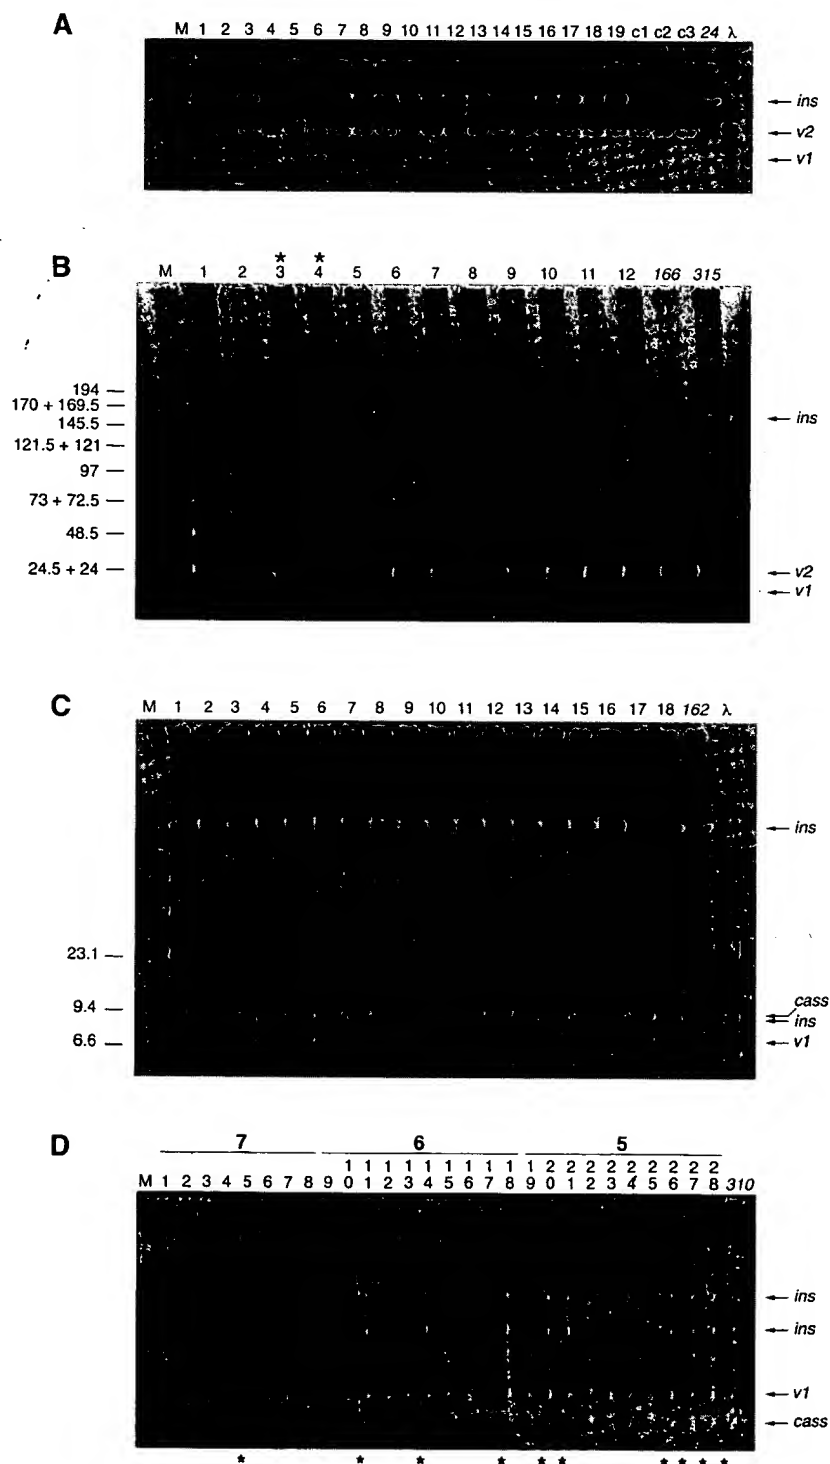 A
M 1 2 3 4 5 6 7 8 9 10 11 12 13 14 15 16 17 18 19 c1 c2 c3 24 λ
ins
v2
v1
B
* *
M 1 2 3 4 5 6 7 8 9 10 11 12 166 315
194
170 + 169.5
145.5
121.5 + 121
97
73 + 72.5
48.5
24.5 + 24
ins
v2
v1
C
M 1 2 3 4 5 6 7 8 9 10 11 12 13 14 15 16 17 18 162 λ
23.1
9.4
6.6
ins
cass
ins
v1
D
7 6 5
M 1 2 3 4 5 6 7 8 9 10 11 12 13 14 15 16 17 18 19 20 21 22 23 24 25 26 27 28 310
ins
ins
v1
cass
* * * * * * * * * *